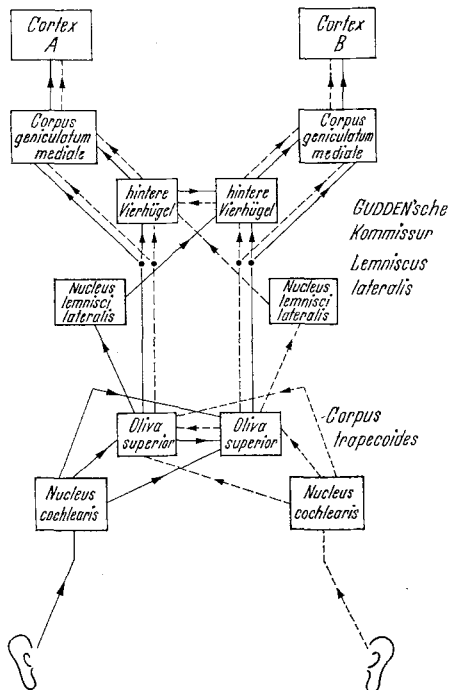 Cortex
A
Cortex
B
Corpus
geniculatum
mediale
Corpus
geniculatum
mediale
hintere
Vierhügel
hintere
Vierhügel
GUDDEN'sche
Kommissur
Lemniscus
lateralis
Nucleus
lemnisci
lateralis
Nucleus
lemnisci
lateralis
Oliva
superior
Oliva
superior
Corpus
trapecoides
Nucleus
cochlearis
Nucleus
cochlearis